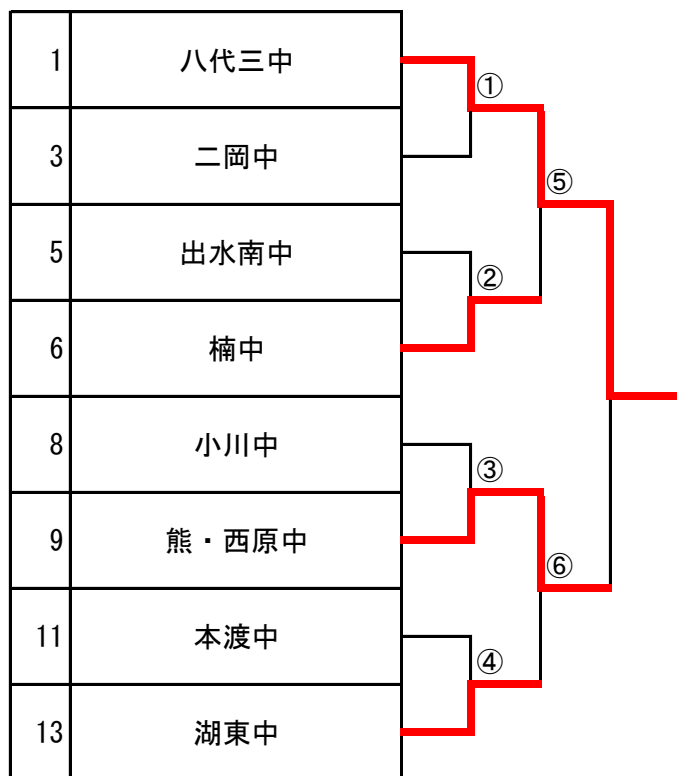 1 八代三中
①
3 二岡中
⑤
5 出水南中
②
6 楠中
8 小川中
③
9 熊・西原中
⑥
11 本渡中
④
13 湖東中